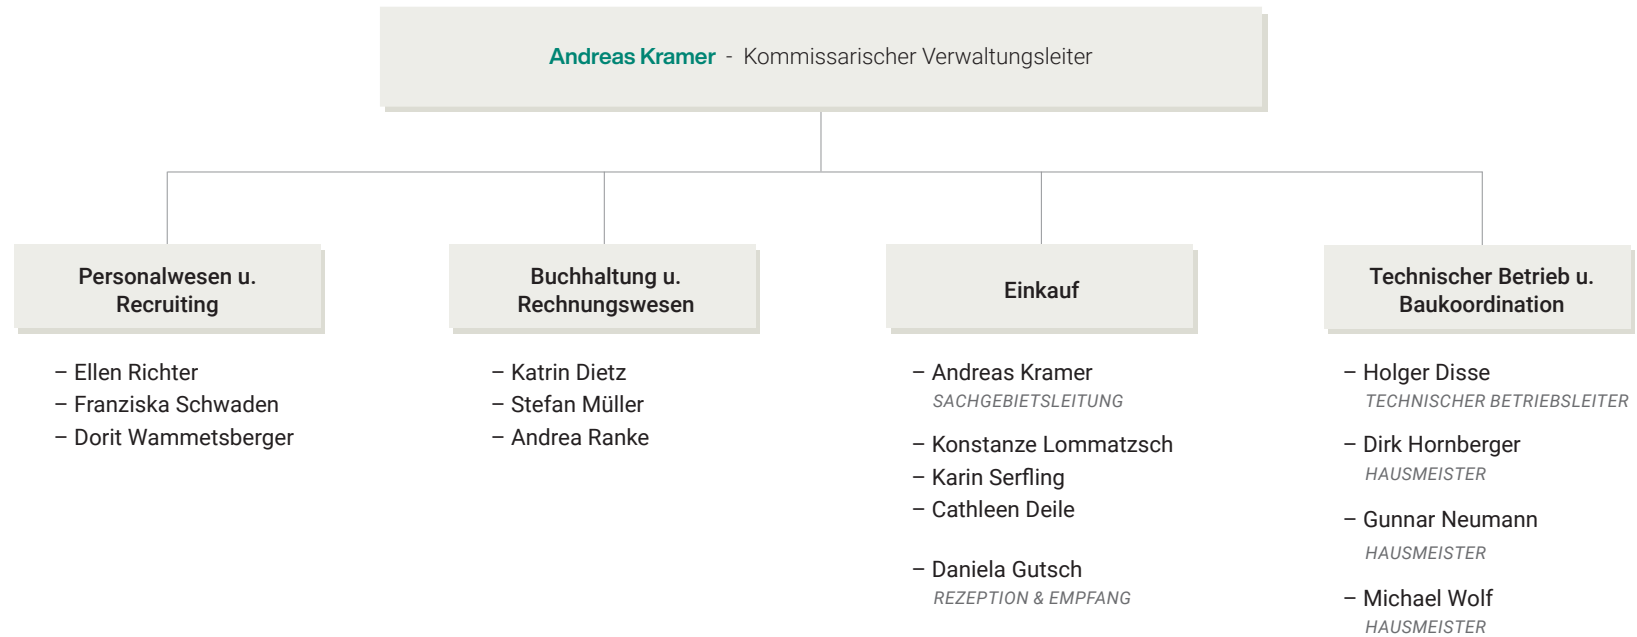 Andreas Kramer - Kommissarischer Verwaltungsleiter
Personalwesen u.
Recruiting
– Ellen Richter
– Franziska Schwaden
– Dorit Wammetsberger
Buchhaltung u.
Rechnungswesen
– Katrin Dietz
– Stefan Müller
– Andrea Ranke
Einkauf
– Andreas Kramer
SACHGEBIETSLEITUNG
– Konstanze Lommatzsch
– Karin Serfling
– Cathleen Deile
– Daniela Gutsch
REZEPTION & EMPFANG
Technischer Betrieb u.
Baukoordination
– Holger Disse
TECHNISCHER BETRIEBSLEITER
– Dirk Hornberger
HAUSMEISTER
– Gunnar Neumann
HAUSMEISTER
– Michael Wolf
HAUSMEISTER